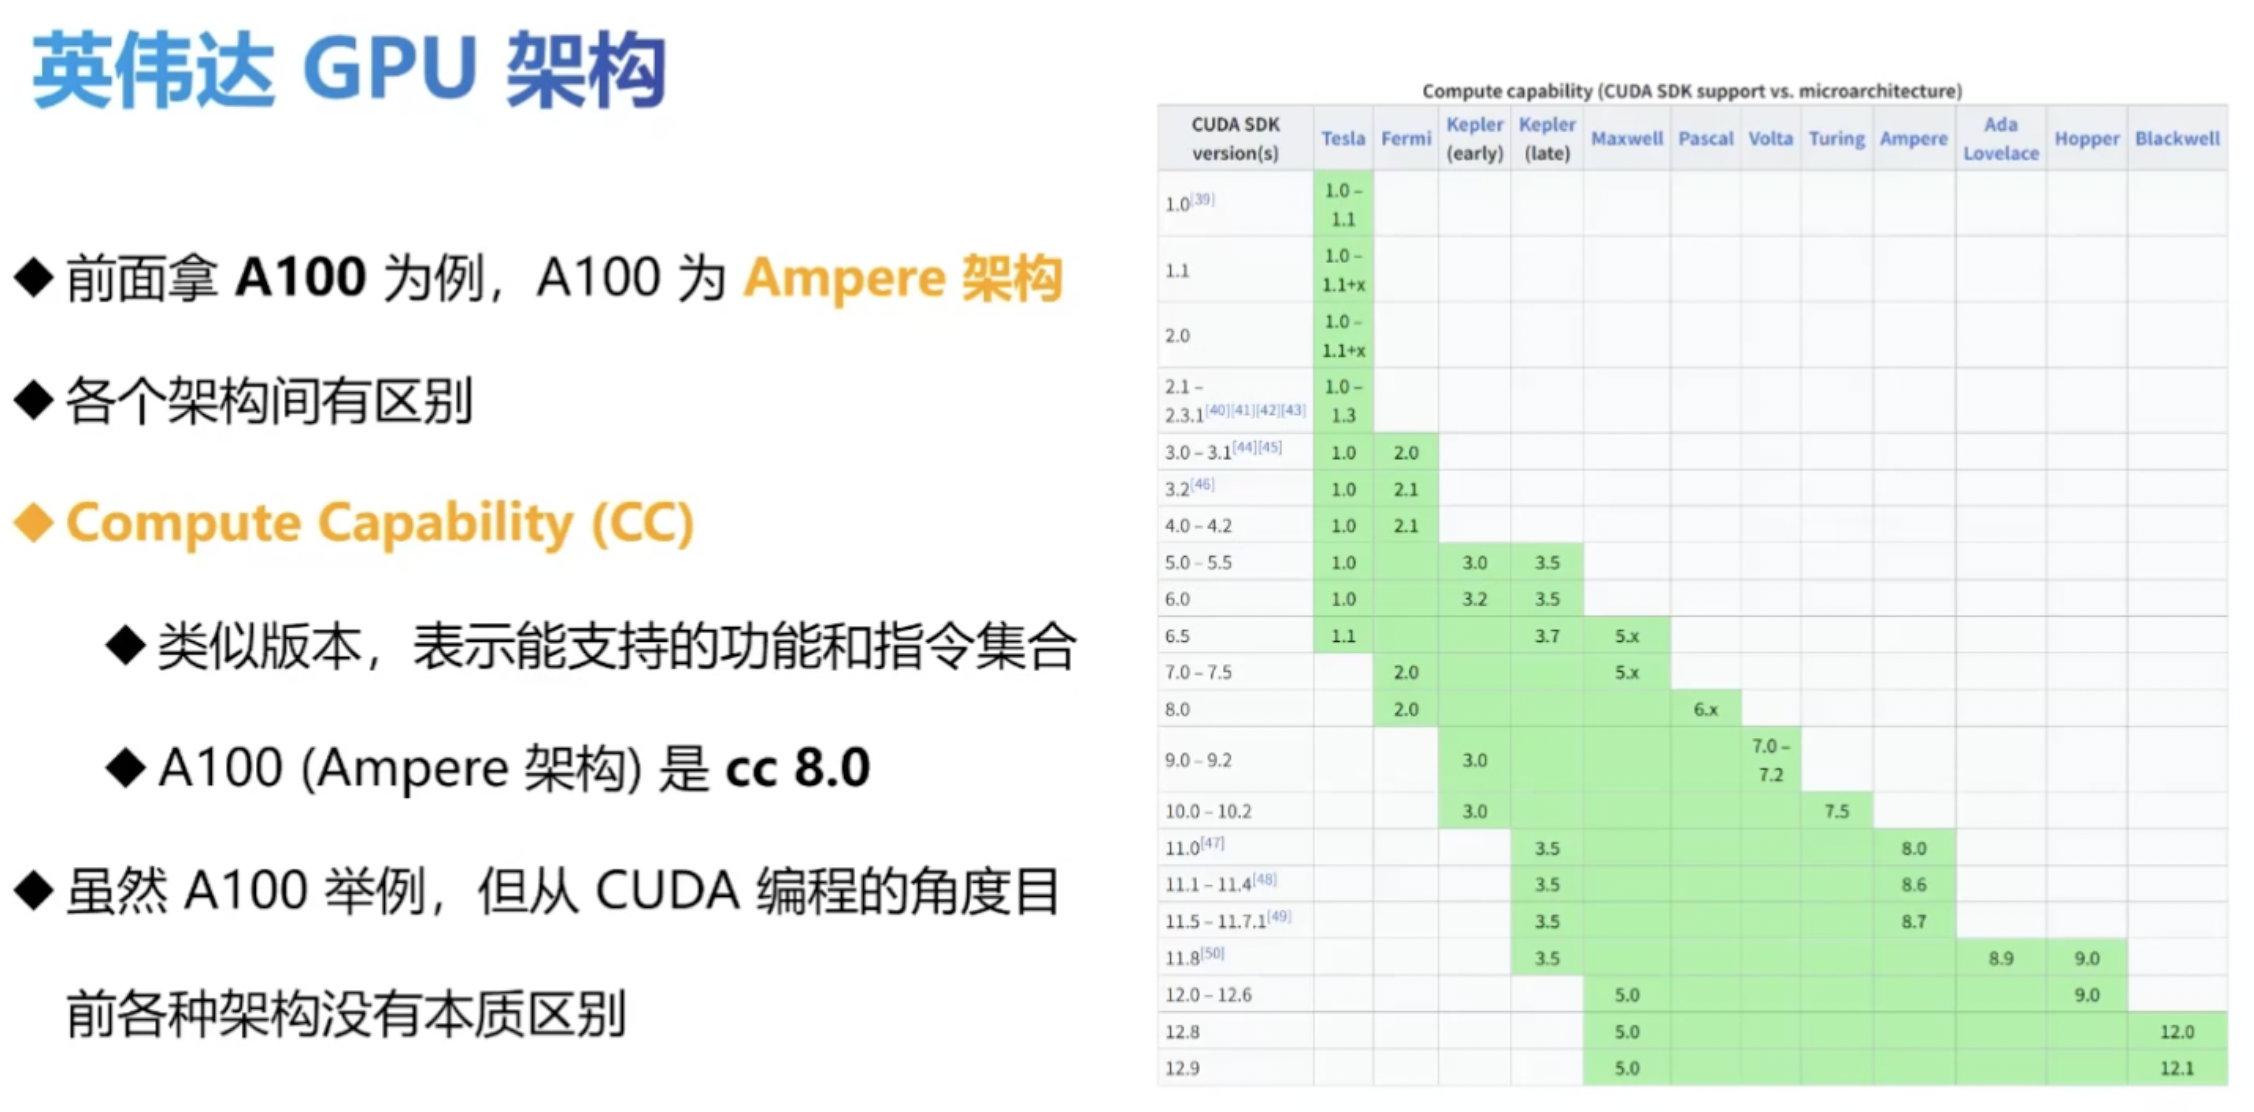 英伟达 GPU 架构
◆ 前面拿 A100 为例，A100 为 Ampere 架构
◆ 各个架构间有区别
◆ Compute Capability (CC)
◆ 类似版本，表示能支持的功能和指令集合
◆ A100 (Ampere 架构) 是 cc 8.0
◆ 虽然 A100 举例，但从 CUDA 编程的角度目
前各种架构没有本质区别
Compute capability (CUDA SDK support vs. microarchitecture)
CUDA SDK version(s) Tesla Fermi Kepler (early) Kepler (late) Maxwell Pascal Volta Turing Ampere Ada Lovelace Hopper Blackwell
1.0[39] 1.0 – 1.1
1.1 1.0 – 1.1+x
2.0 1.0 – 1.1+x
2.1 – 2.3.1[40][41][42][43] 1.0 – 1.3
3.0 – 3.1[44][45] 1.0 2.0
3.2[46] 1.0 2.1
4.0 – 4.2 1.0 2.1
5.0 – 5.5 1.0 3.0 3.5
6.0 1.0 3.2 3.5
6.5 1.1 3.7 5.x
7.0 – 7.5 2.0 5.x
8.0 2.0 6.x
9.0 – 9.2 3.0 7.0 – 7.2
10.0 – 10.2 3.0 7.5
11.0[47] 3.5 8.0
11.1 – 11.4[48] 3.5 8.6
11.5 – 11.7.1[49] 3.5 8.7
11.8[50] 3.5 8.9 9.0
12.0 – 12.6 5.0 9.0
12.8 5.0 12.0
12.9 5.0 12.1